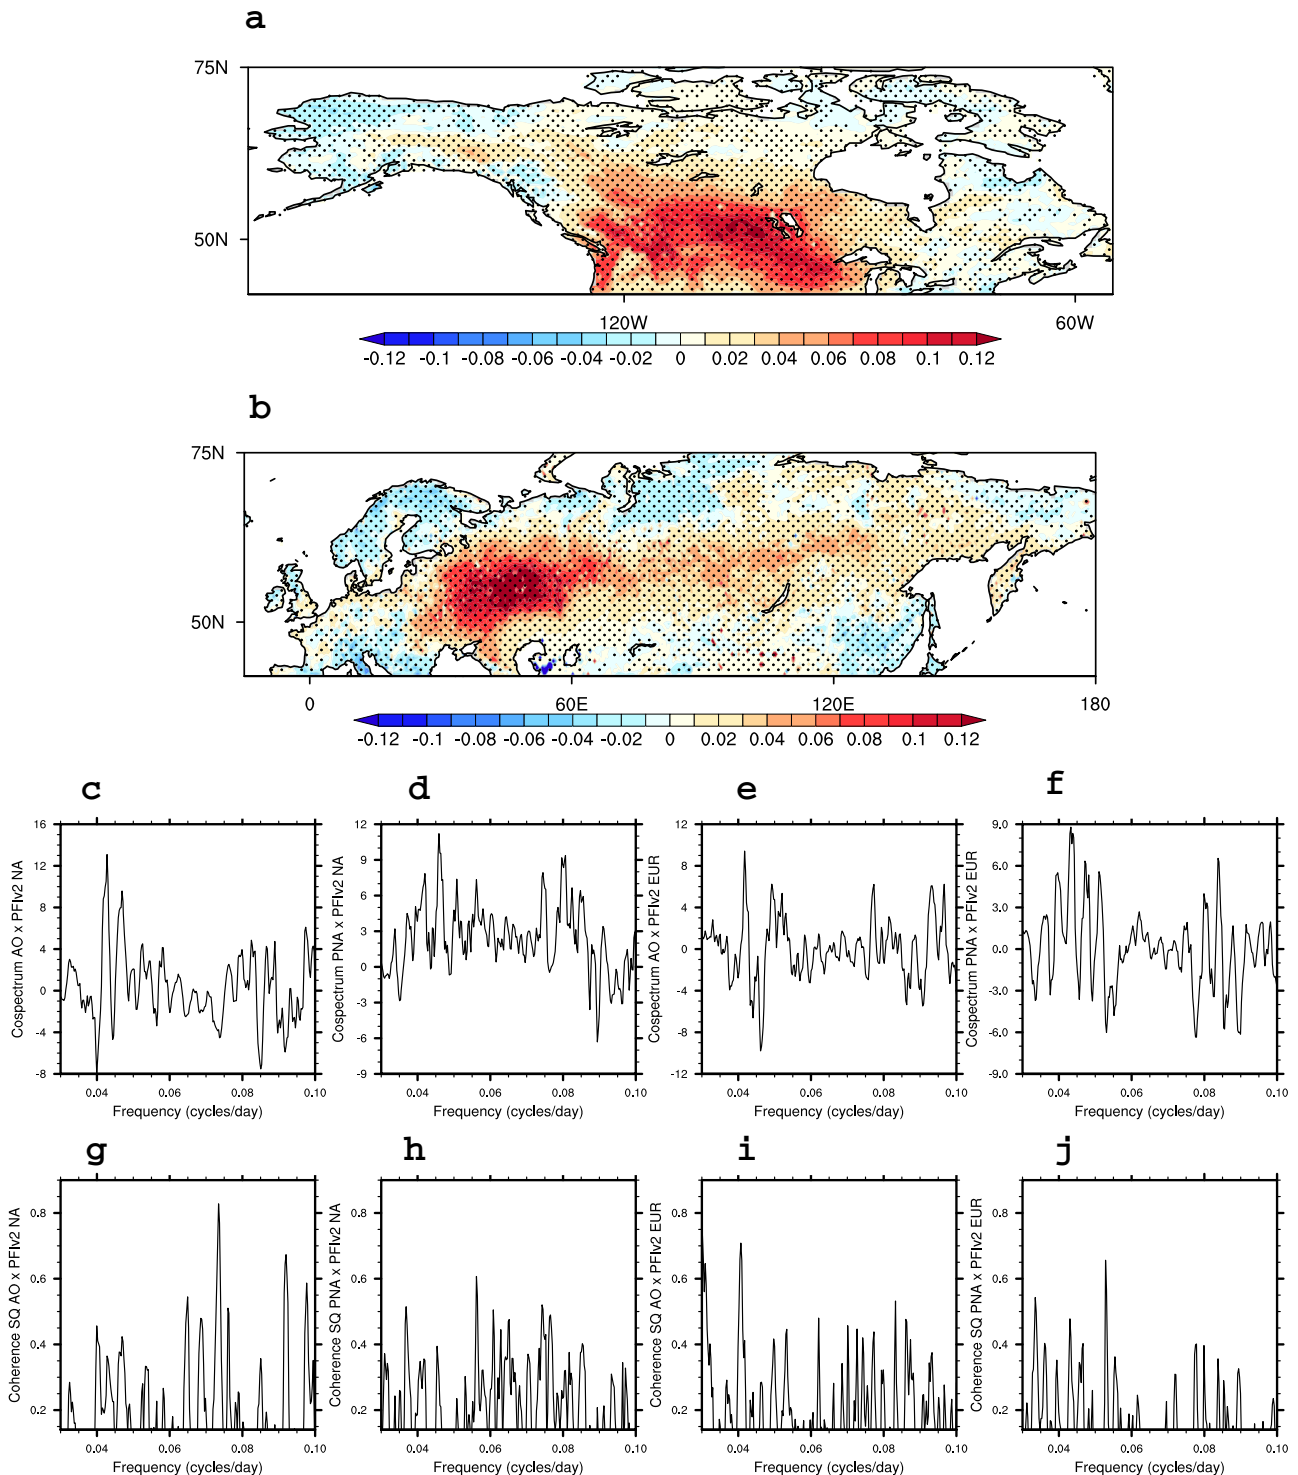 a
75N
50N
120W 60W
-0.12 -0.1 -0.08 -0.06 -0.04 -0.02 0 0.02 0.04 0.06 0.08 0.1 0.12
b
75N
50N
0 60E 120E 180
-0.12 -0.1 -0.08 -0.06 -0.04 -0.02 0 0.02 0.04 0.06 0.08 0.1 0.12
c
Cospectrum AO x PFIv2 NA
16
12
8
4
0
-4
-8
0.04 0.06 0.08 0.10
Frequency (cycles/day)
d
Cospectrum PNA x PFIv2 NA
12
9
6
3
0
-3
-6
-9
0.04 0.06 0.08 0.10
Frequency (cycles/day)
e
Cospectrum AO x PFIv2 EUR
12
8
4
0
-4
-8
-12
0.04 0.06 0.08 0.10
Frequency (cycles/day)
f
Cospectrum PNA x PFIv2 EUR
9.0
6.0
3.0
0.0
-3.0
-6.0
-9.0
0.04 0.06 0.08 0.10
Frequency (cycles/day)
g
Coherence SQ AO x PFIv2 NA
0.8
0.6
0.4
0.2
0.04 0.06 0.08 0.10
Frequency (cycles/day)
h
Coherence SQ PNA x PFIv2 NA
0.8
0.6
0.4
0.2
0.04 0.06 0.08 0.10
Frequency (cycles/day)
i
Coherence SQ AO x PFIv2 EUR
0.8
0.6
0.4
0.2
0.04 0.06 0.08 0.10
Frequency (cycles/day)
j
Coherence SQ PNA x PFIv2 EUR
0.8
0.6
0.4
0.2
0.04 0.06 0.08 0.10
Frequency (cycles/day)